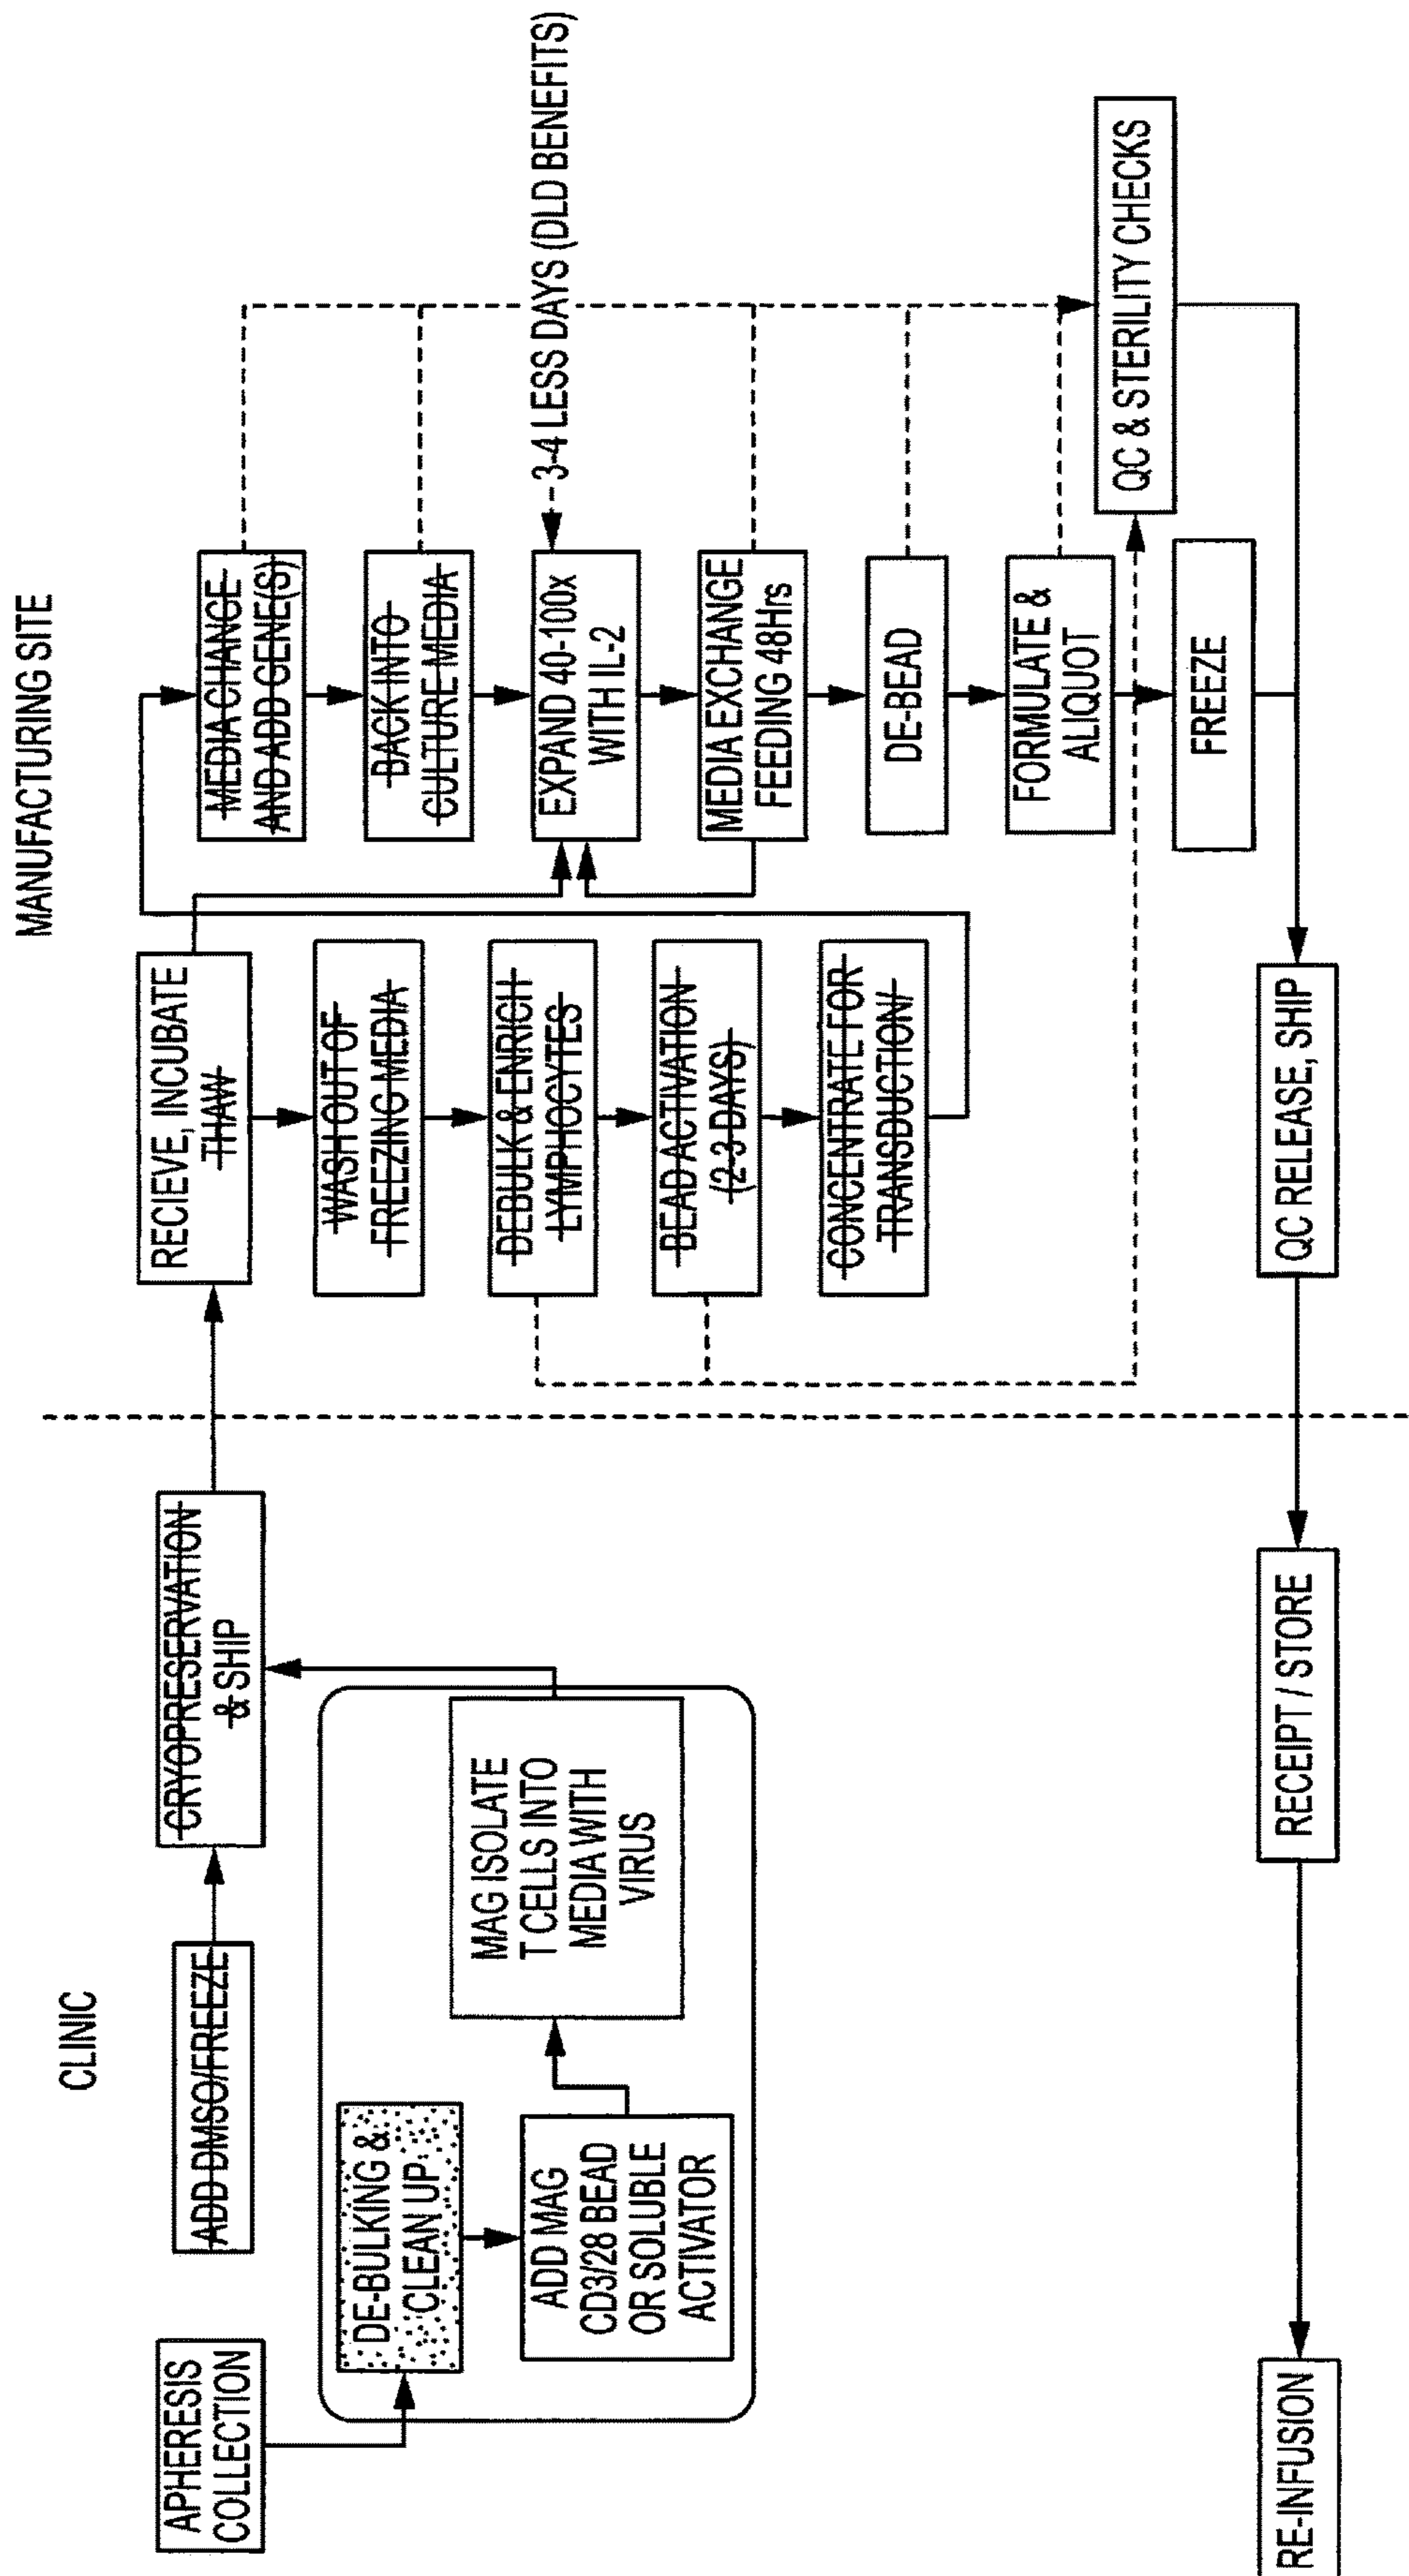 CLINIC
MANUFACTURING SITE
APHERESIS
COLLECTION
ADD DMSO/FREEZE
CRYOPRESERVATION
& SHIP
DE-BULKING &
CLEAN UP
ADD MAG
CD3/28 BEAD
OR SOLUBLE
ACTIVATOR
MAG ISOLATE
T CELLS INTO
MEDIA WITH
VIRUS
RECIEVE, INCUBATE
THAW
WASH OUT OF
FREEZING MEDIA
DEBULK & ENRICH
LYMPHOCYTES
BEAD ACTIVATION
(2-3 DAYS)
CONCENTRATE FOR
TRANSDUCTION/
MEDIA CHANGE
AND ADD GENE(S)
BACK INTO
CULTURE MEDIA
EXPAND 40-100x
WITH IL-2
3-4 LESS DAYS (DLD BENEFITS)
MEDIA EXCHANGE
FEEDING 48Hrs
DE-BEAD
FORMULATE &
ALIQUOT
QC & STERILITY CHECKS
FREEZE
QC RELEASE, SHIP
RECEIPT / STORE
RE-INFUSION